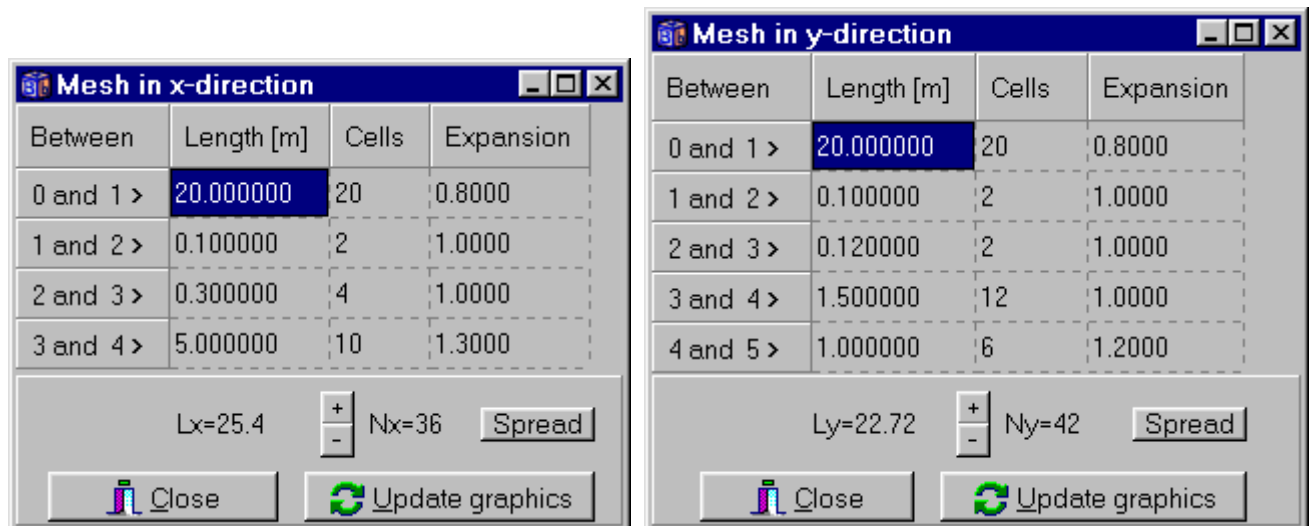 Mesh in x-direction
Between Length [m] Cells Expansion
0 and 1 > 20.000000 20 0.8000
1 and 2 > 0.100000 2 1.0000
2 and 3 > 0.300000 4 1.0000
3 and 4 > 5.000000 10 1.3000
Lx=25.4 + - Nx=36 Spread
Close Update graphics
Mesh in y-direction
Between Length [m] Cells Expansion
0 and 1 > 20.000000 20 0.8000
1 and 2 > 0.100000 2 1.0000
2 and 3 > 0.120000 2 1.0000
3 and 4 > 1.500000 12 1.0000
4 and 5 > 1.000000 6 1.2000
Ly=22.72 + - Ny=42 Spread
Close Update graphics